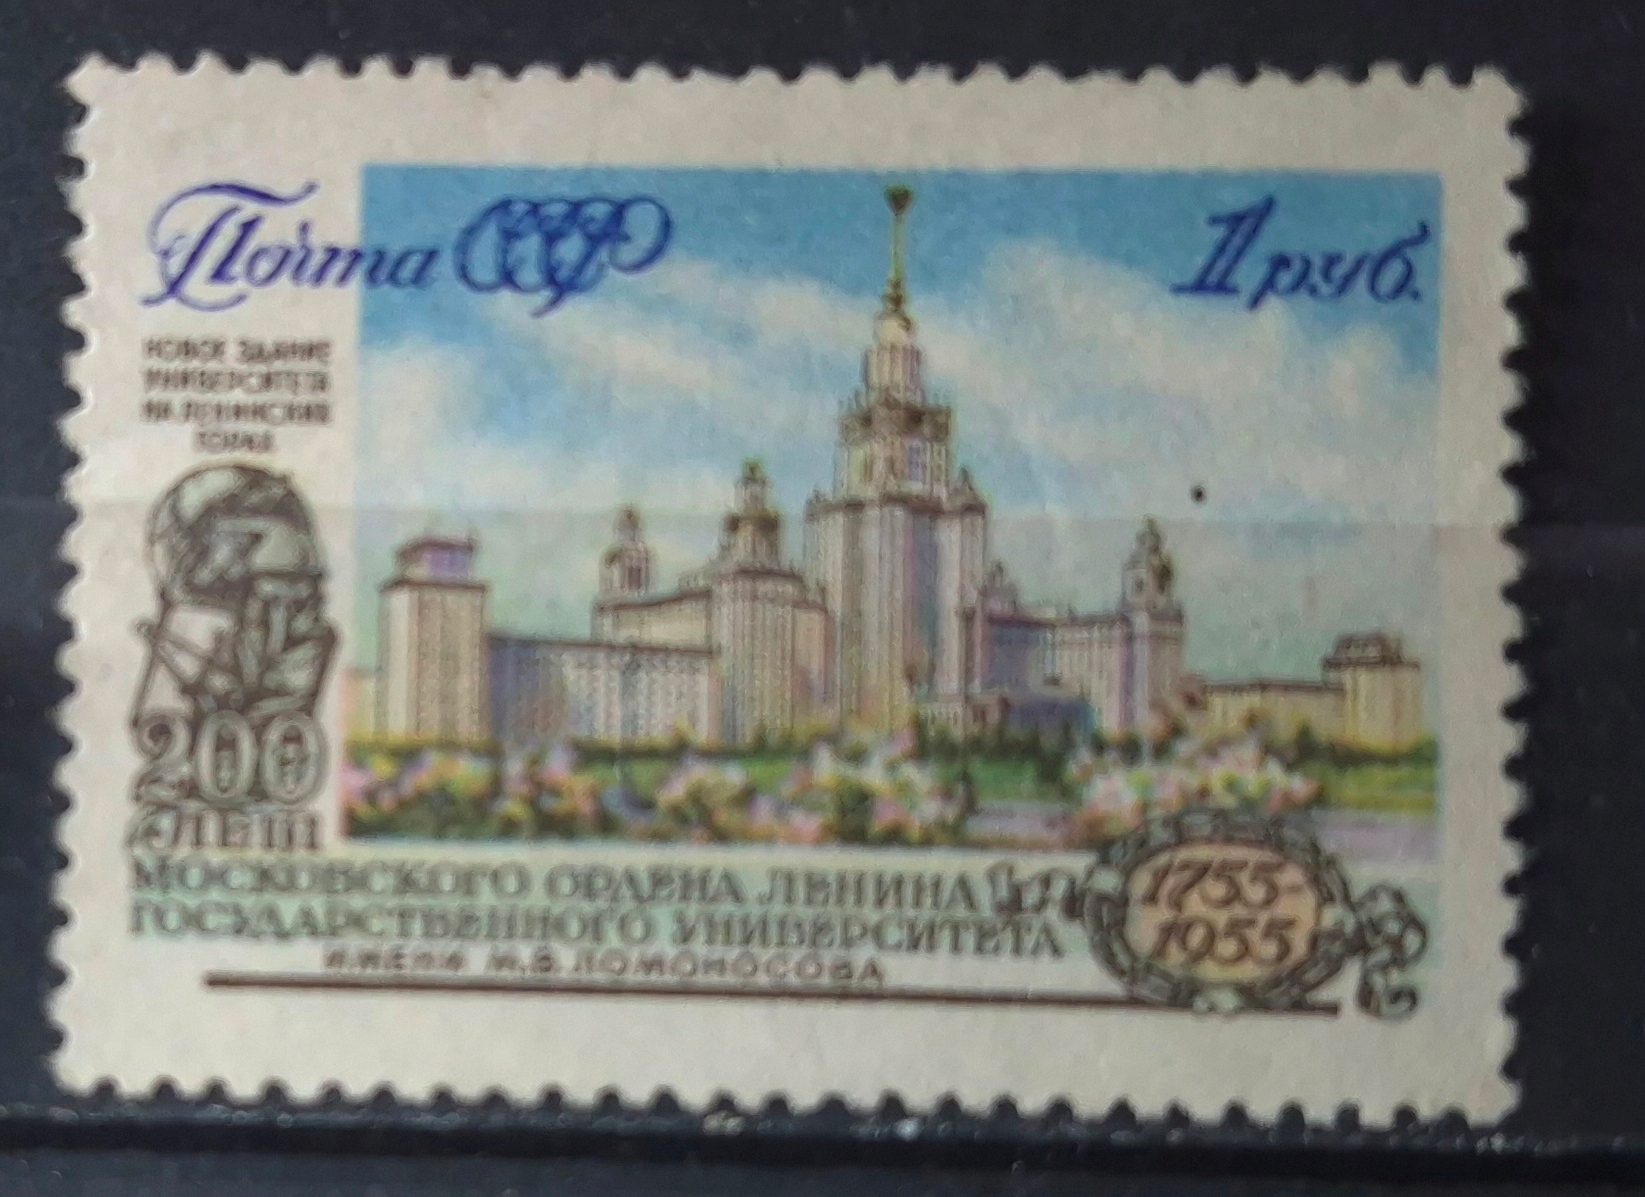 Почта СССР
1 руб.
НОВОЕ ЗДАНИЕ
УНИВЕРСИТЕТА
НА ЛЕНИНСКИХ
ГОРАХ
200
ЛЕТ
МОСКОВСКОГО ОРДЕНА ЛЕНИНА
ГОСУДАРСТВЕННОГО УНИВЕРСИТЕТА
ИМЕНИ М.В.ЛОМОНОСОВА
1755-
1955